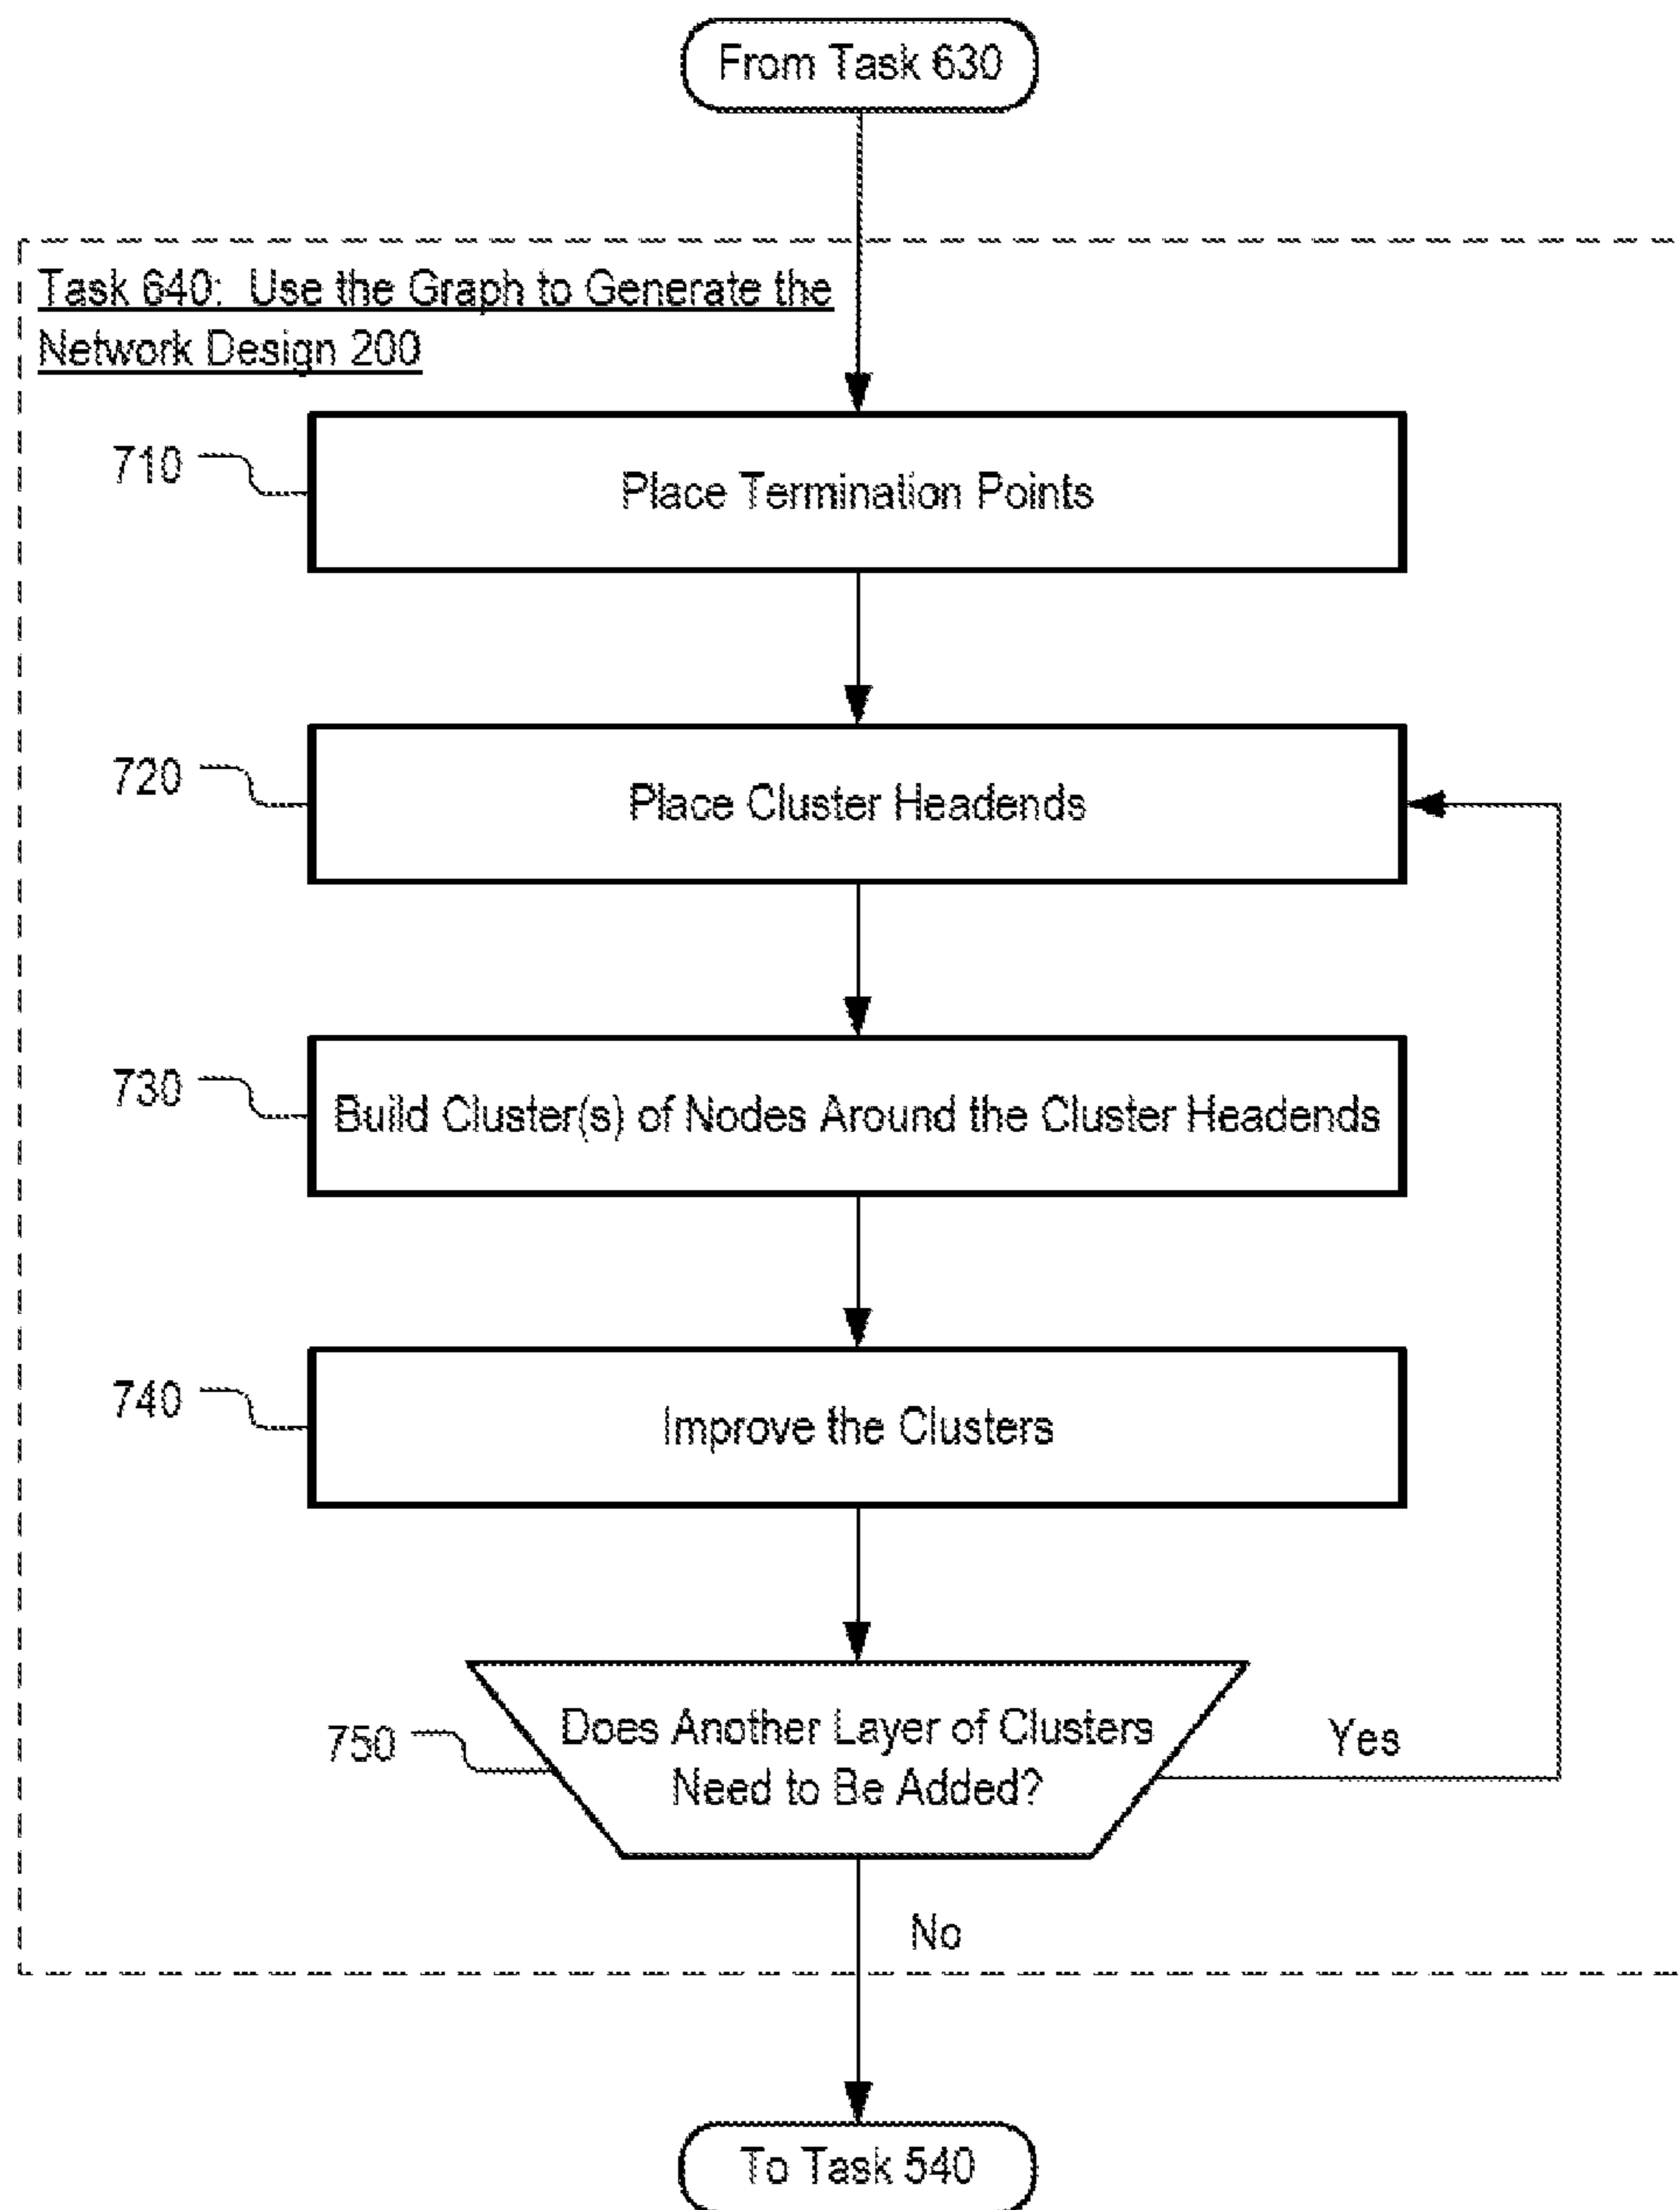 From Task 630
Task 640: Use the Graph to Generate the
Network Design 200
710
Place Termination Points
720
Place Cluster Headends
730
Build Cluster(s) of Nodes Around the Cluster Headends
740
Improve the Clusters
750
Does Another Layer of Clusters
Need to Be Added?
Yes
No
To Task 540